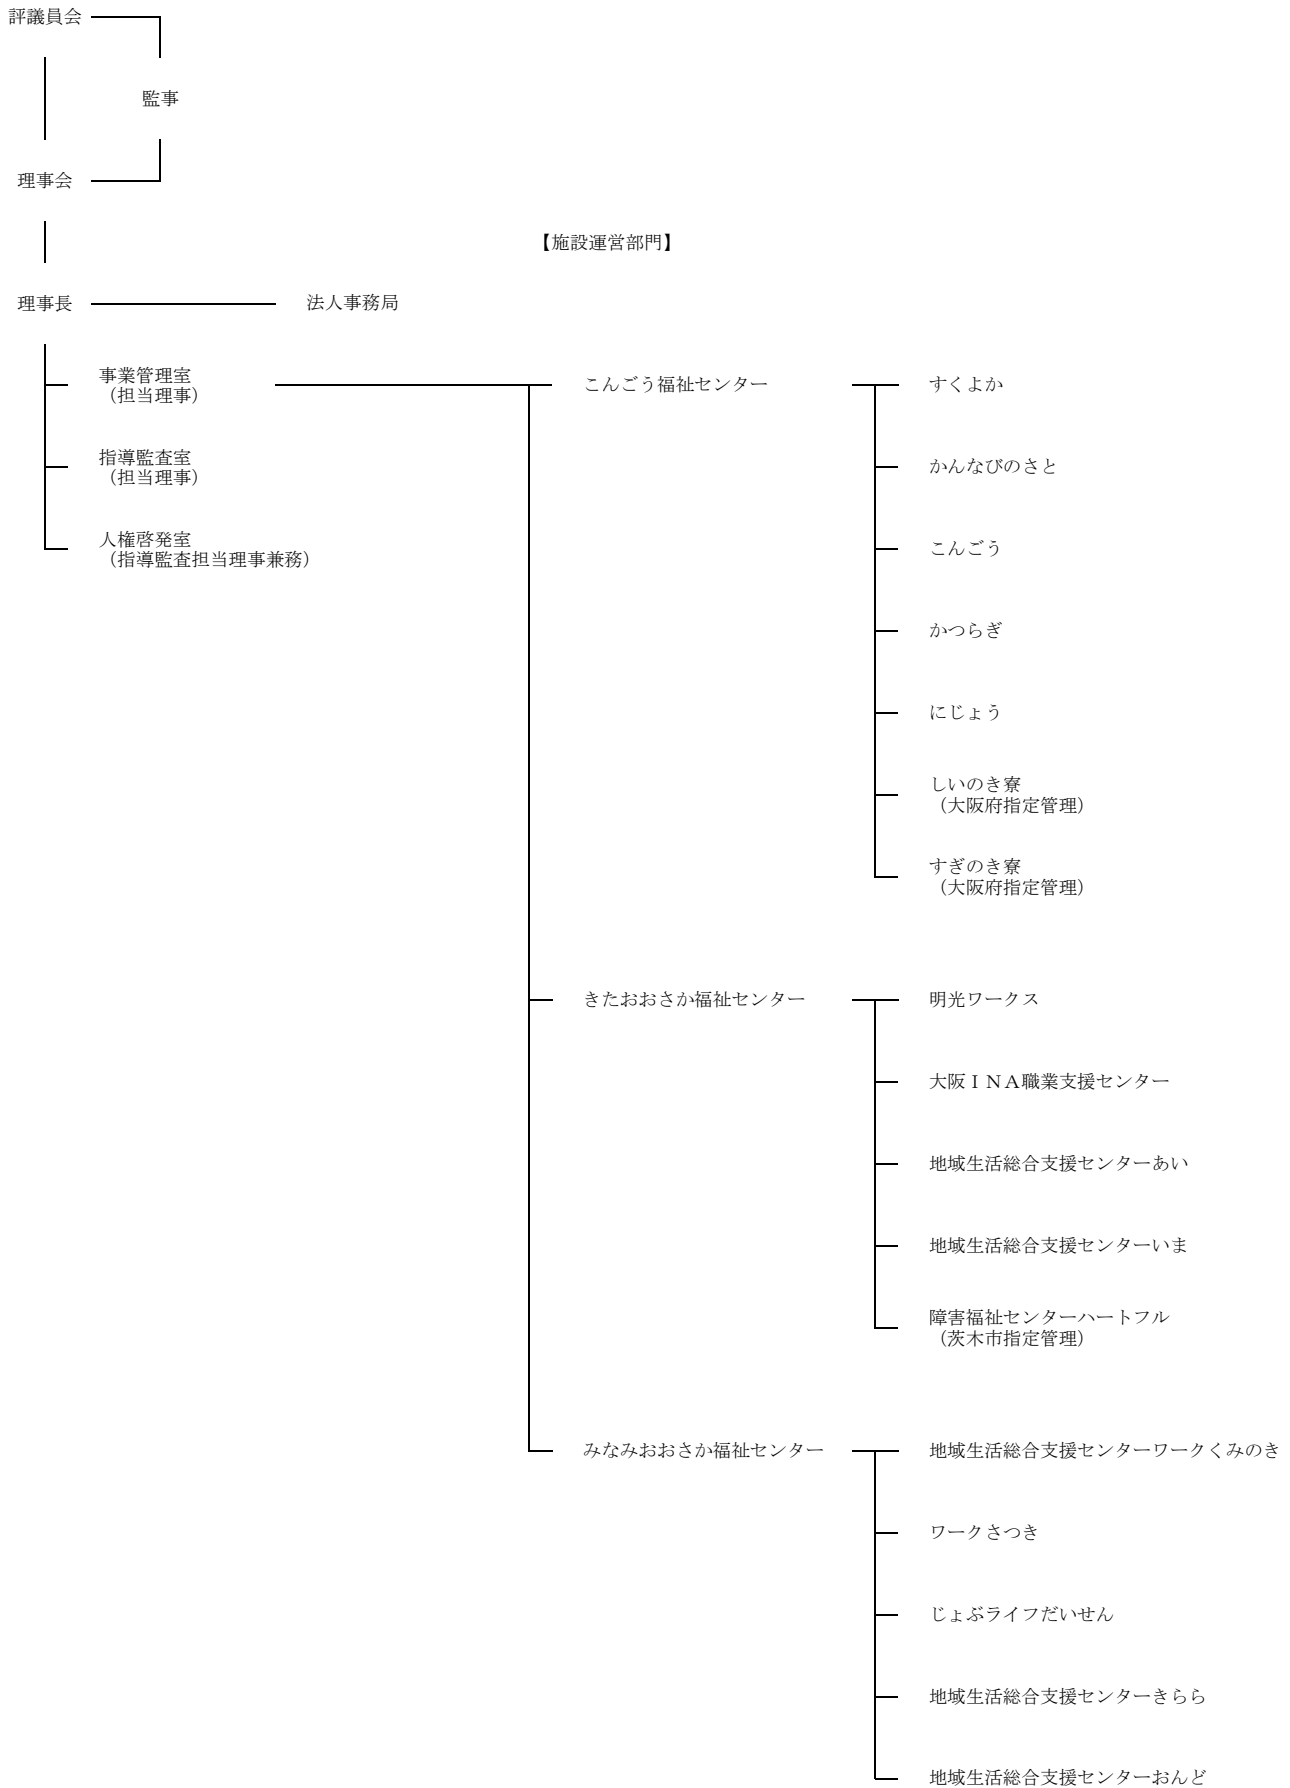 評議員会
監事
理事会
【施設運営部門】
理事長
法人事務局
事業管理室
（担当理事）
指導監査室
（担当理事）
人権啓発室
（指導監査担当理事兼務）
こんごう福祉センター
すくよか
かんなびのさと
こんごう
かつらぎ
にじょう
しいのき寮
（大阪府指定管理）
すぎのき寮
（大阪府指定管理）
きたおおさか福祉センター
明光ワークス
大阪ＩＮＡ職業支援センター
地域生活総合支援センターあい
地域生活総合支援センターいま
障害福祉センターハートフル
（茨木市指定管理）
みなみおおさか福祉センター
地域生活総合支援センターワークくみのき
ワークさつき
じょぶライフだいせん
地域生活総合支援センターきらら
地域生活総合支援センターおんど